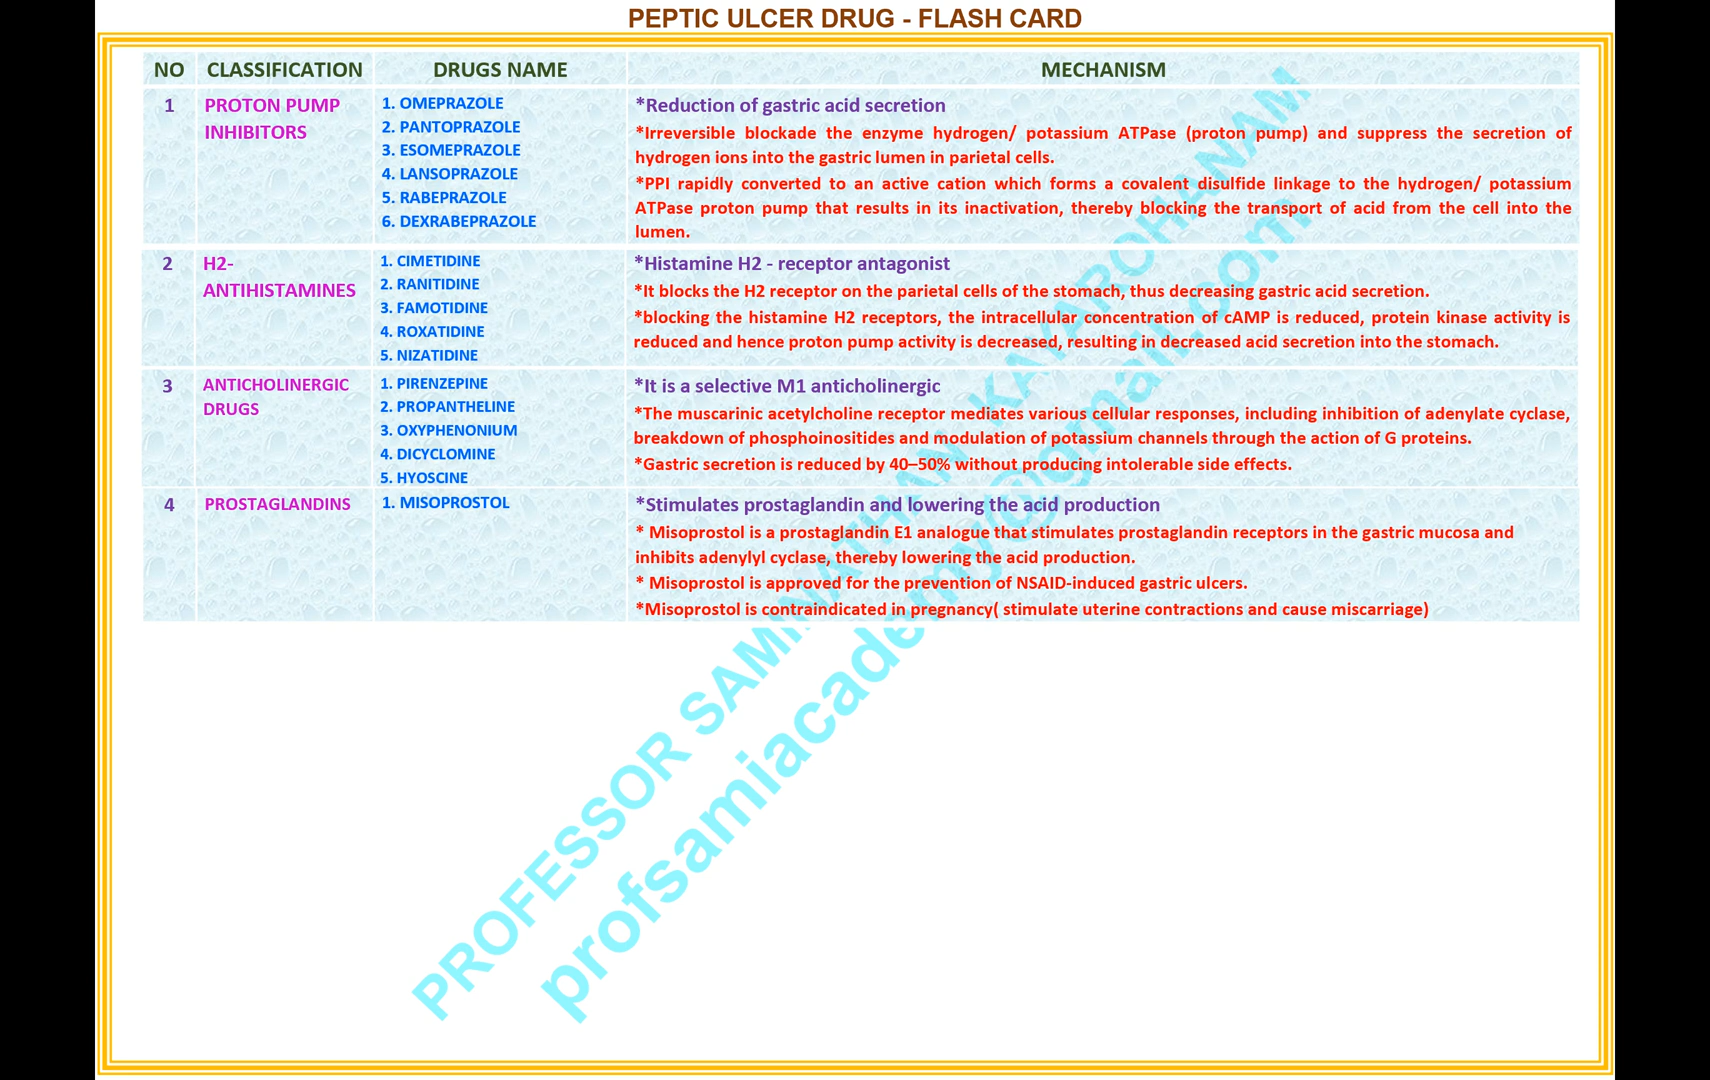 PEPTIC ULCER DRUG - FLASH CARD
NO CLASSIFICATION DRUGS NAME MECHANISM
1
PROTON PUMP
INHIBITORS
1. OMEPRAZOLE
2. PANTOPRAZOLE
3. ESOMEPRAZOLE
4. LANSOPRAZOLE
5. RABEPRAZOLE
6. DEXRABEPRAZOLE
*Reduction of gastric acid secretion
*Irreversible blockade the enzyme hydrogen/ potassium ATPase (proton pump) and suppress the secretion of
hydrogen ions into the gastric lumen in parietal cells.
*PPI rapidly converted to an active cation which forms a covalent disulfide linkage to the hydrogen/ potassium
ATPase proton pump that results in its inactivation, thereby blocking the transport of acid from the cell into the
lumen.
2
H2-
ANTIHISTAMINES
1. CIMETIDINE
2. RANITIDINE
3. FAMOTIDINE
4. ROXATIDINE
5. NIZATIDINE
*Histamine H2 - receptor antagonist
*It blocks the H2 receptor on the parietal cells of the stomach, thus decreasing gastric acid secretion.
*blocking the histamine H2 receptors, the intracellular concentration of cAMP is reduced, protein kinase activity is
reduced and hence proton pump activity is decreased, resulting in decreased acid secretion into the stomach.
3
ANTICHOLINERGIC
DRUGS
1. PIRENZEPINE
2. PROPANTHELINE
3. OXYPHENONIUM
4. DICYCLOMINE
5. HYOSCINE
*It is a selective M1 anticholinergic
*The muscarinic acetylcholine receptor mediates various cellular responses, including inhibition of adenylate cyclase,
breakdown of phosphoinositides and modulation of potassium channels through the action of G proteins.
*Gastric secretion is reduced by 40–50% without producing intolerable side effects.
4
PROSTAGLANDINS
1. MISOPROSTOL
*Stimulates prostaglandin and lowering the acid production
* Misoprostol is a prostaglandin E1 analogue that stimulates prostaglandin receptors in the gastric mucosa and
inhibits adenylyl cyclase, thereby lowering the acid production.
* Misoprostol is approved for the prevention of NSAID-induced gastric ulcers.
*Misoprostol is contraindicated in pregnancy( stimulate uterine contractions and cause miscarriage)
PROFESSOR SAMINATHAN KAYAROHANAM
profsamiacademy@gmail.com